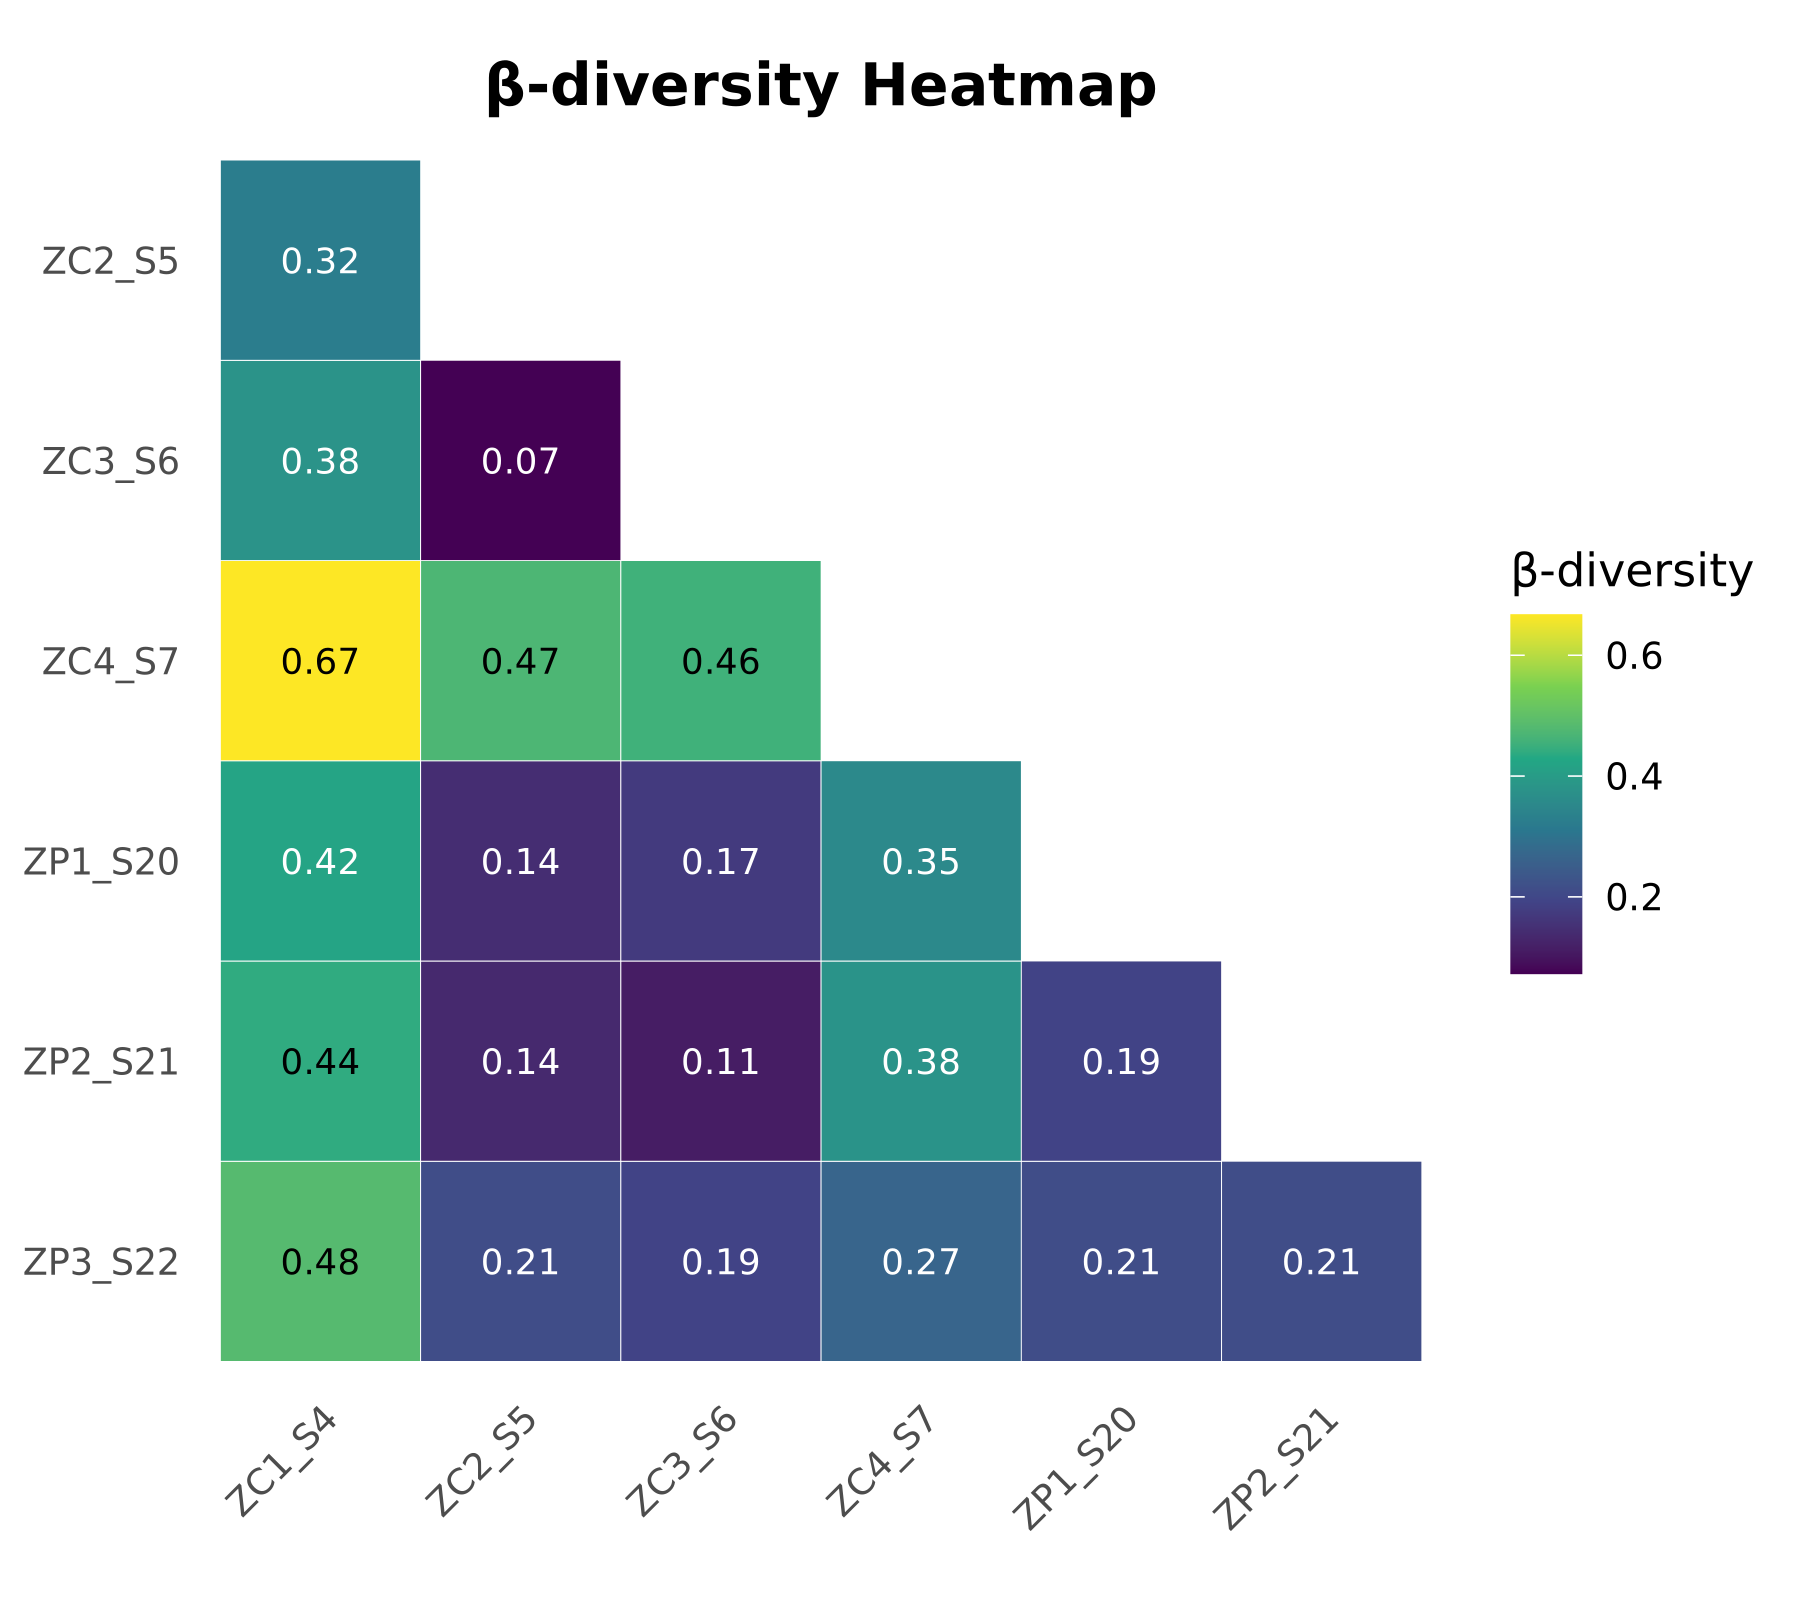 β-diversity Heatmap
ZC2_S5
0.32
ZC3_S6
0.38 0.07
β-diversity
ZC4_S7
0.67 0.47 0.46
0.6
0.4
0.2
ZP1_S20
0.42 0.14 0.17 0.35
ZP2_S21
0.44 0.14 0.11 0.38 0.19
ZP3_S22
0.48 0.21 0.19 0.27 0.21 0.21
ZC1_S4
ZC2_S5
ZC3_S6
ZC4_S7
ZP1_S20
ZP2_S21